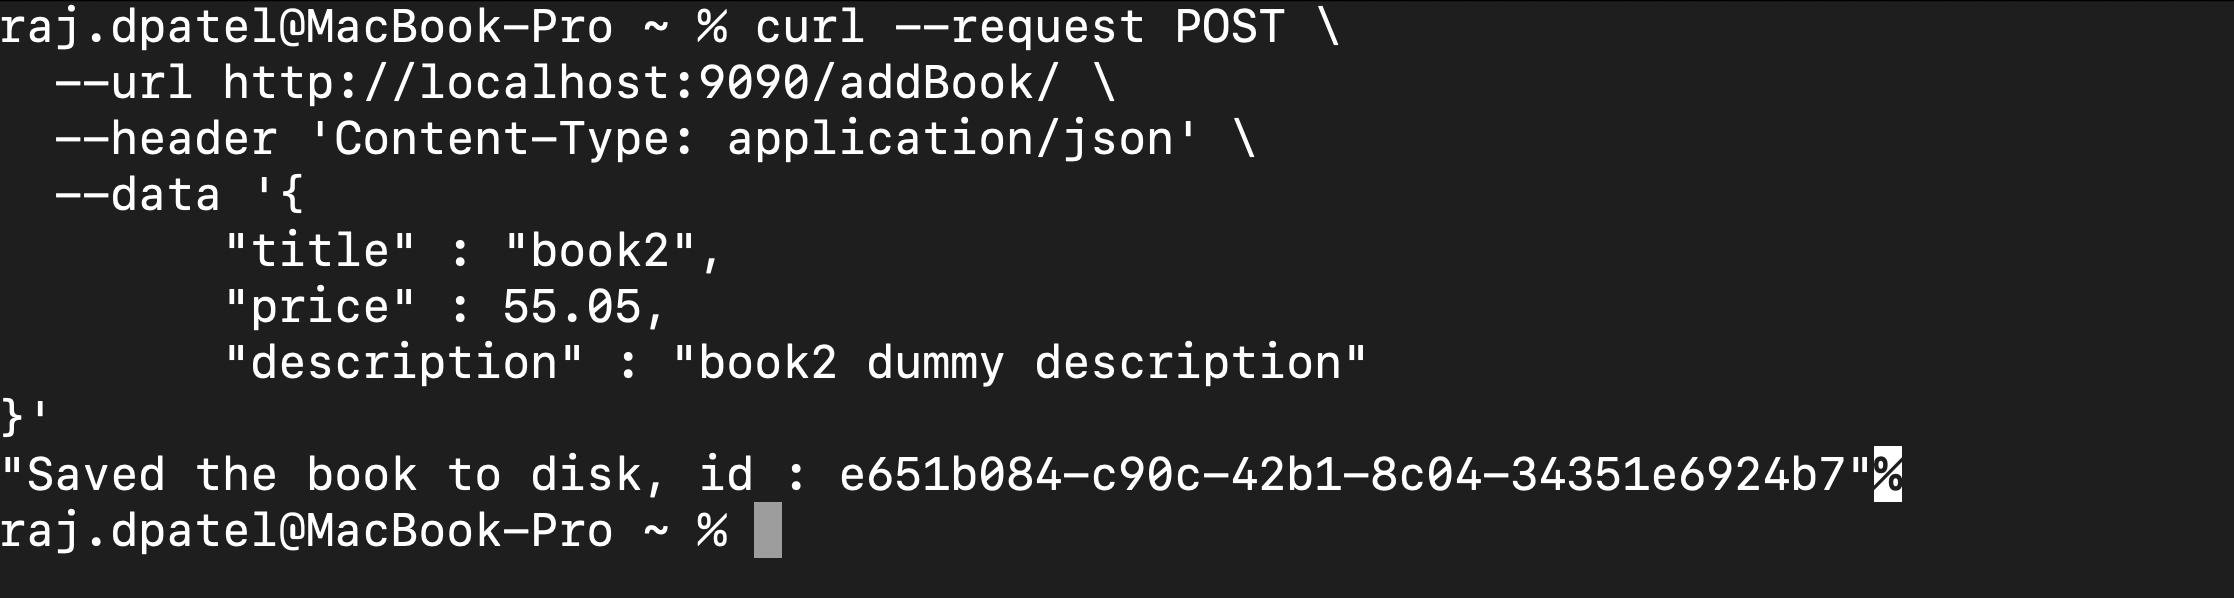 raj.dpatel@MacBook-Pro ~ % curl --request POST \
  --url http://localhost:9090/addBook/ \
  --header 'Content-Type: application/json' \
  --data '{
        "title" : "book2",
        "price" : 55.05,
        "description" : "book2 dummy description"
}'
"Saved the book to disk, id : e651b084-c90c-42b1-8c04-34351e6924b7"%
raj.dpatel@MacBook-Pro ~ %